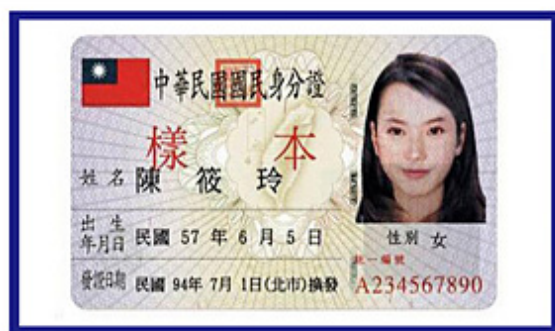 中華民國國民身分證
樣本
姓名 陳筱玲
出生年月日 民國 57 年 6 月 5 日
性別 女
統一編號
發證日期 民國 94年 7月 1日(北市)換發
A234567890